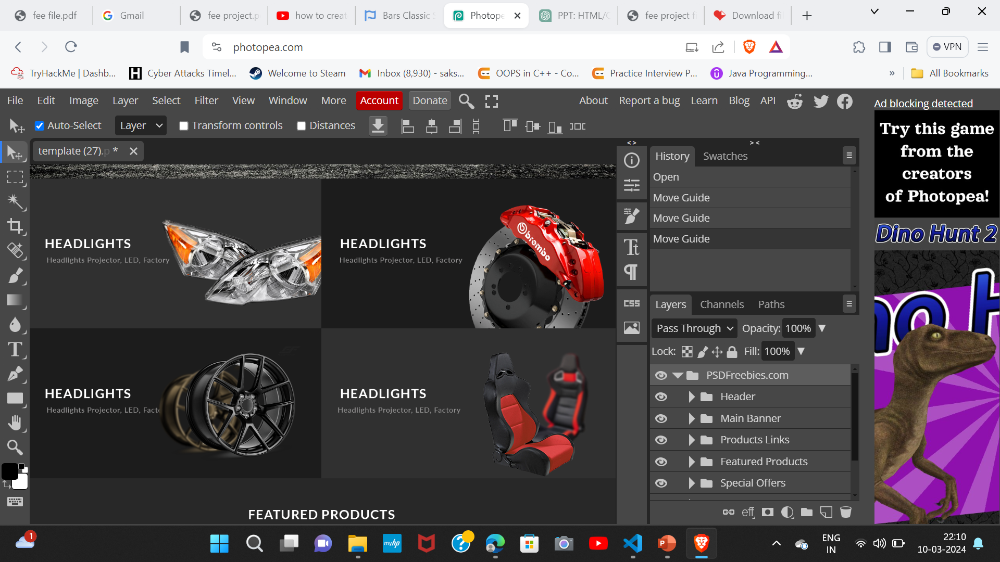 fee file.pdf
Gmail
fee project.p
how to creat
Bars Classic S
Photope
PPT: HTML/C
fee project fi
Download fil
photopea.com
VPN
TryHackMe | Dashb...
Cyber Attacks Timel...
Welcome to Steam
Inbox (8,930) - saks...
OOPS in C++ - Co...
Practice Interview P...
Java Programming...
»
All Bookmarks
File Edit Image Layer Select Filter View Window More Account Donate
About Report a bug Learn Blog API
Ad blocking detected
Auto-Select
Layer
Transform controls
Distances
template (27).p *
< >
> <
History
Swatches
Open
Move Guide
Move Guide
Move Guide
Try this game
from the
creators
of Photopea!
Dino Hunt 2
no H
HEADLIGHTS
Headlights Projector, LED, Factory
HEADLIGHTS
Headlights Projector, LED, Factory
brembo
HEADLIGHTS
Headlights Projector, LED, Fact
HEADLIGHTS
Headlights Projector, LED, Factory
FEATURED PRODUCTS
CSS
Layers
Channels
Paths
Pass Through
Opacity: 100%
Lock:
Fill: 100%
PSDFreebies.com
Header
Main Banner
Products Links
Featured Products
Special Offers
eff
1
myhp
ENG
IN
22:10
10-03-2024